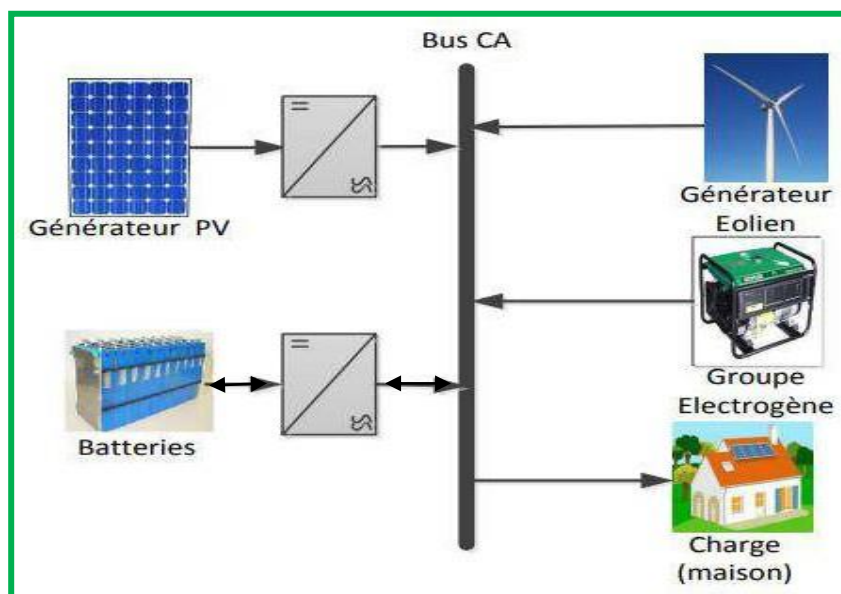 Bus CA
Générateur PV
Générateur
Eolien
Batteries
Groupe
Electrogène
Charge
(maison)